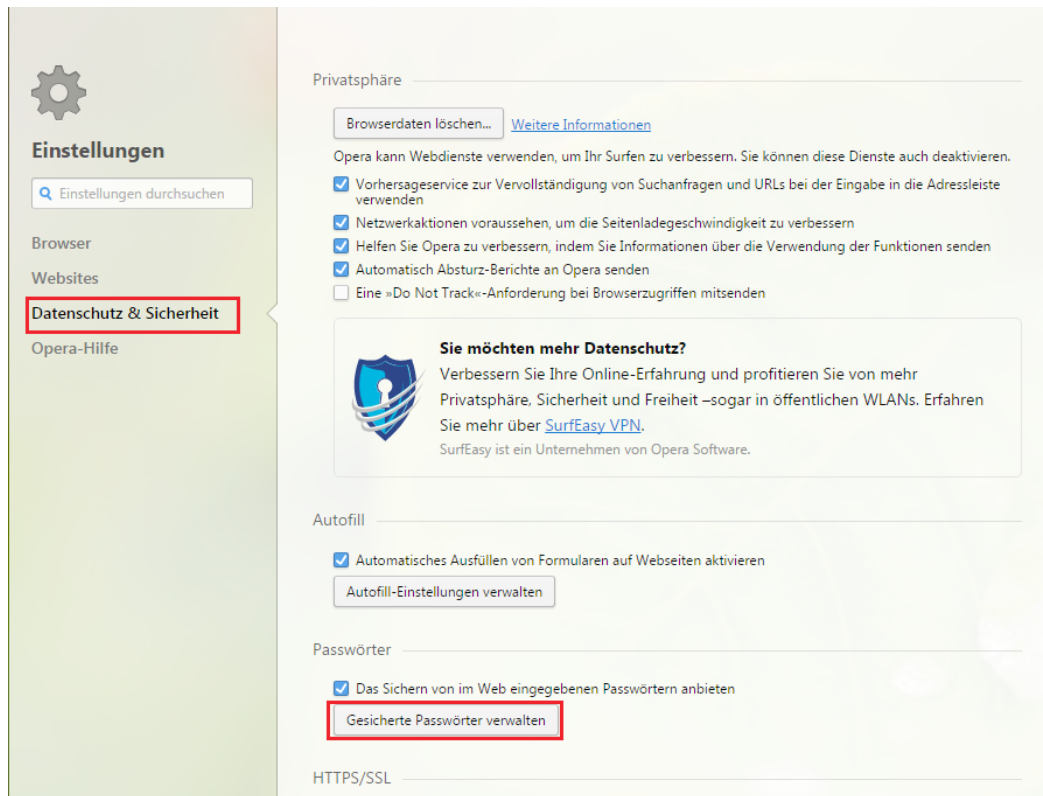 Einstellungen
Einstellungen durchsuchen
Browser
Websites
Datenschutz & Sicherheit
Opera-Hilfe
Privatsphäre
Browserdaten löschen... Weitere Informationen
Opera kann Webdienste verwenden, um Ihr Surfen zu verbessern. Sie können diese Dienste auch deaktivieren.
Vorhersageservice zur Vervollständigung von Suchanfragen und URLs bei der Eingabe in die Adressleiste
verwenden
Netzwerkaktionen voraussehen, um die Seitenladegeschwindigkeit zu verbessern
Helfen Sie Opera zu verbessern, indem Sie Informationen über die Verwendung der Funktionen senden
Automatisch Absturz-Berichte an Opera senden
Eine »Do Not Track«-Anforderung bei Browserzugriffen mitsenden
Sie möchten mehr Datenschutz?
Verbessern Sie Ihre Online-Erfahrung und profitieren Sie von mehr
Privatsphäre, Sicherheit und Freiheit –sogar in öffentlichen WLANs. Erfahren
Sie mehr über SurfEasy VPN.
SurfEasy ist ein Unternehmen von Opera Software.
Autofill
Automatisches Ausfüllen von Formularen auf Webseiten aktivieren
Autofill-Einstellungen verwalten
Passwörter
Das Sichern von im Web eingegebenen Passwörtern anbieten
Gesicherte Passwörter verwalten
HTTPS/SSL